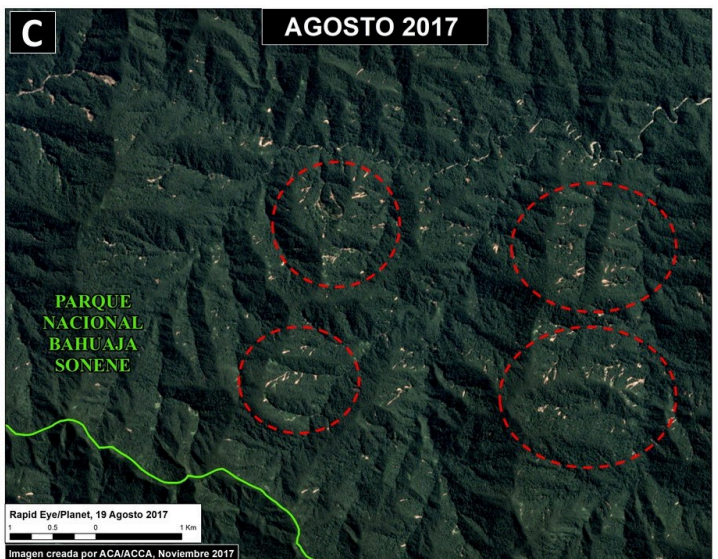 C
AGOSTO 2017
PARQUE
NACIONAL
BAHUAJA
SONENE
Rapid Eye/Planet, 19 Agosto 2017
1 0.5 0 1 Km
Imagen creada por ACA/ACCA, Noviembre 2017